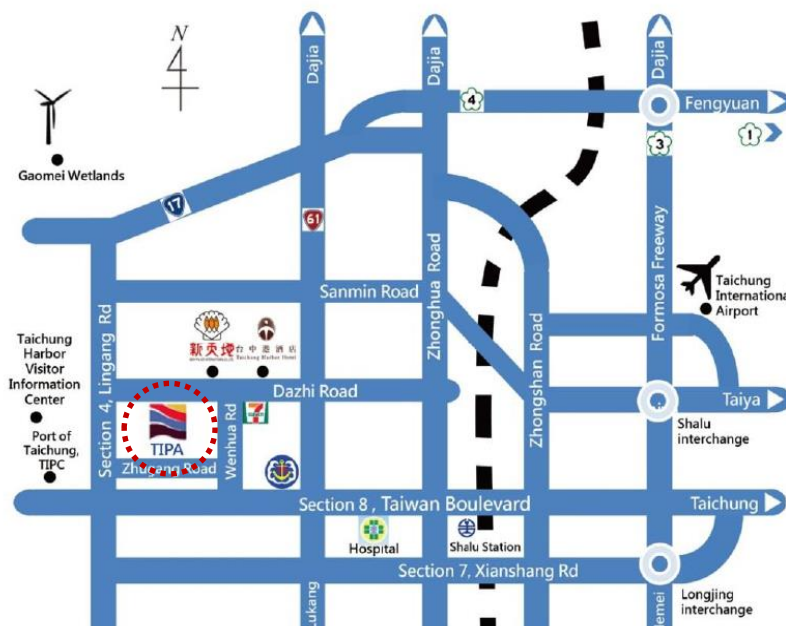 N
Dajia
Dajia
Dajia
4
Fengyuan
3
1
Gaomei Wetlands
17
61
Sanmin Road
Zhonghua Road
Formosa Freeway
Taichung
International
Airport
Section 4, Lingang Rd
Taichung
Harbor
Visitor
Information
Center
新天地
台中港酒店
Taichung Harbor Hotel
Dazhi Road
Zhongshan Road
Taiya
Shalu
interchange
TIPA
Wenhua Rd
7
Port of
Taichung,
TIPC
Zhugang Road
Section 8 , Taiwan Boulevard
Taichung
Hospital
Shalu Station
Section 7, Xianshang Rd
Lukang
Longjing
interchange